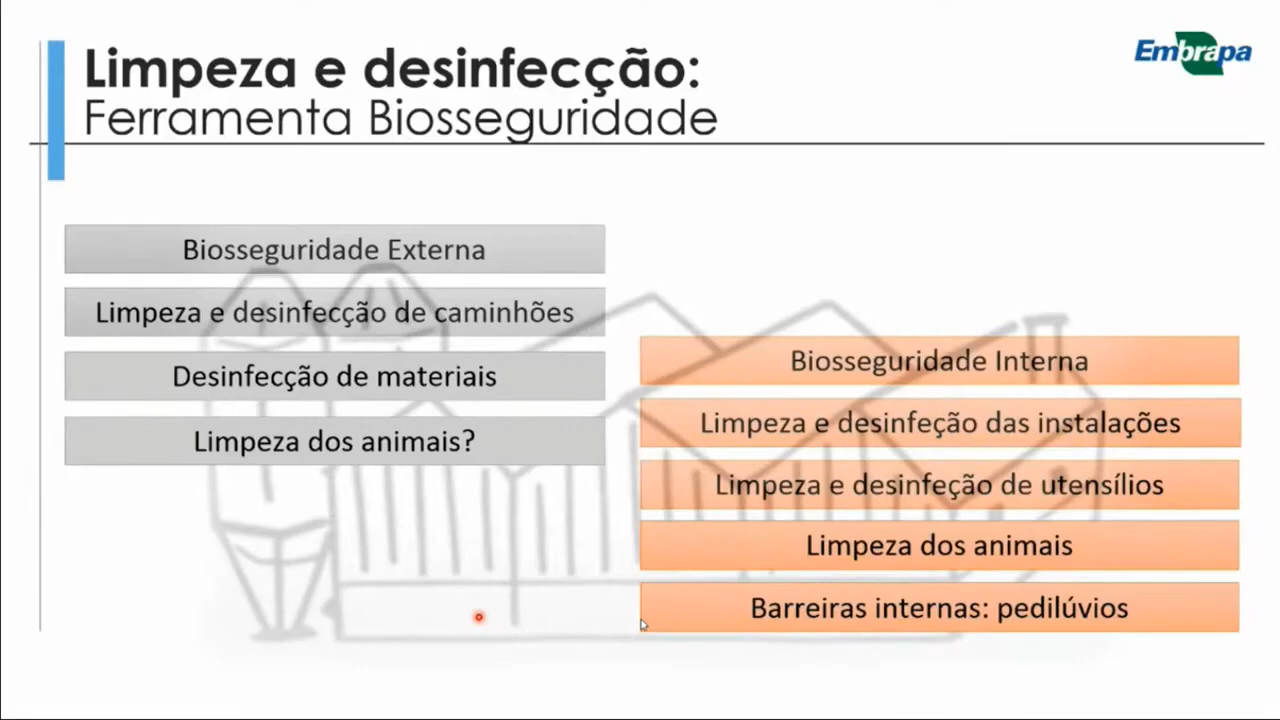 Limpeza e desinfecção:
Ferramenta Biosseguridade
Embrapa
Biosseguridade Externa
Limpeza e desinfecção de caminhões
Desinfecção de materiais
Limpeza dos animais?
Biosseguridade Interna
Limpeza e desinfeção das instalações
Limpeza e desinfeção de utensílios
Limpeza dos animais
Barreiras internas: pedilúvios